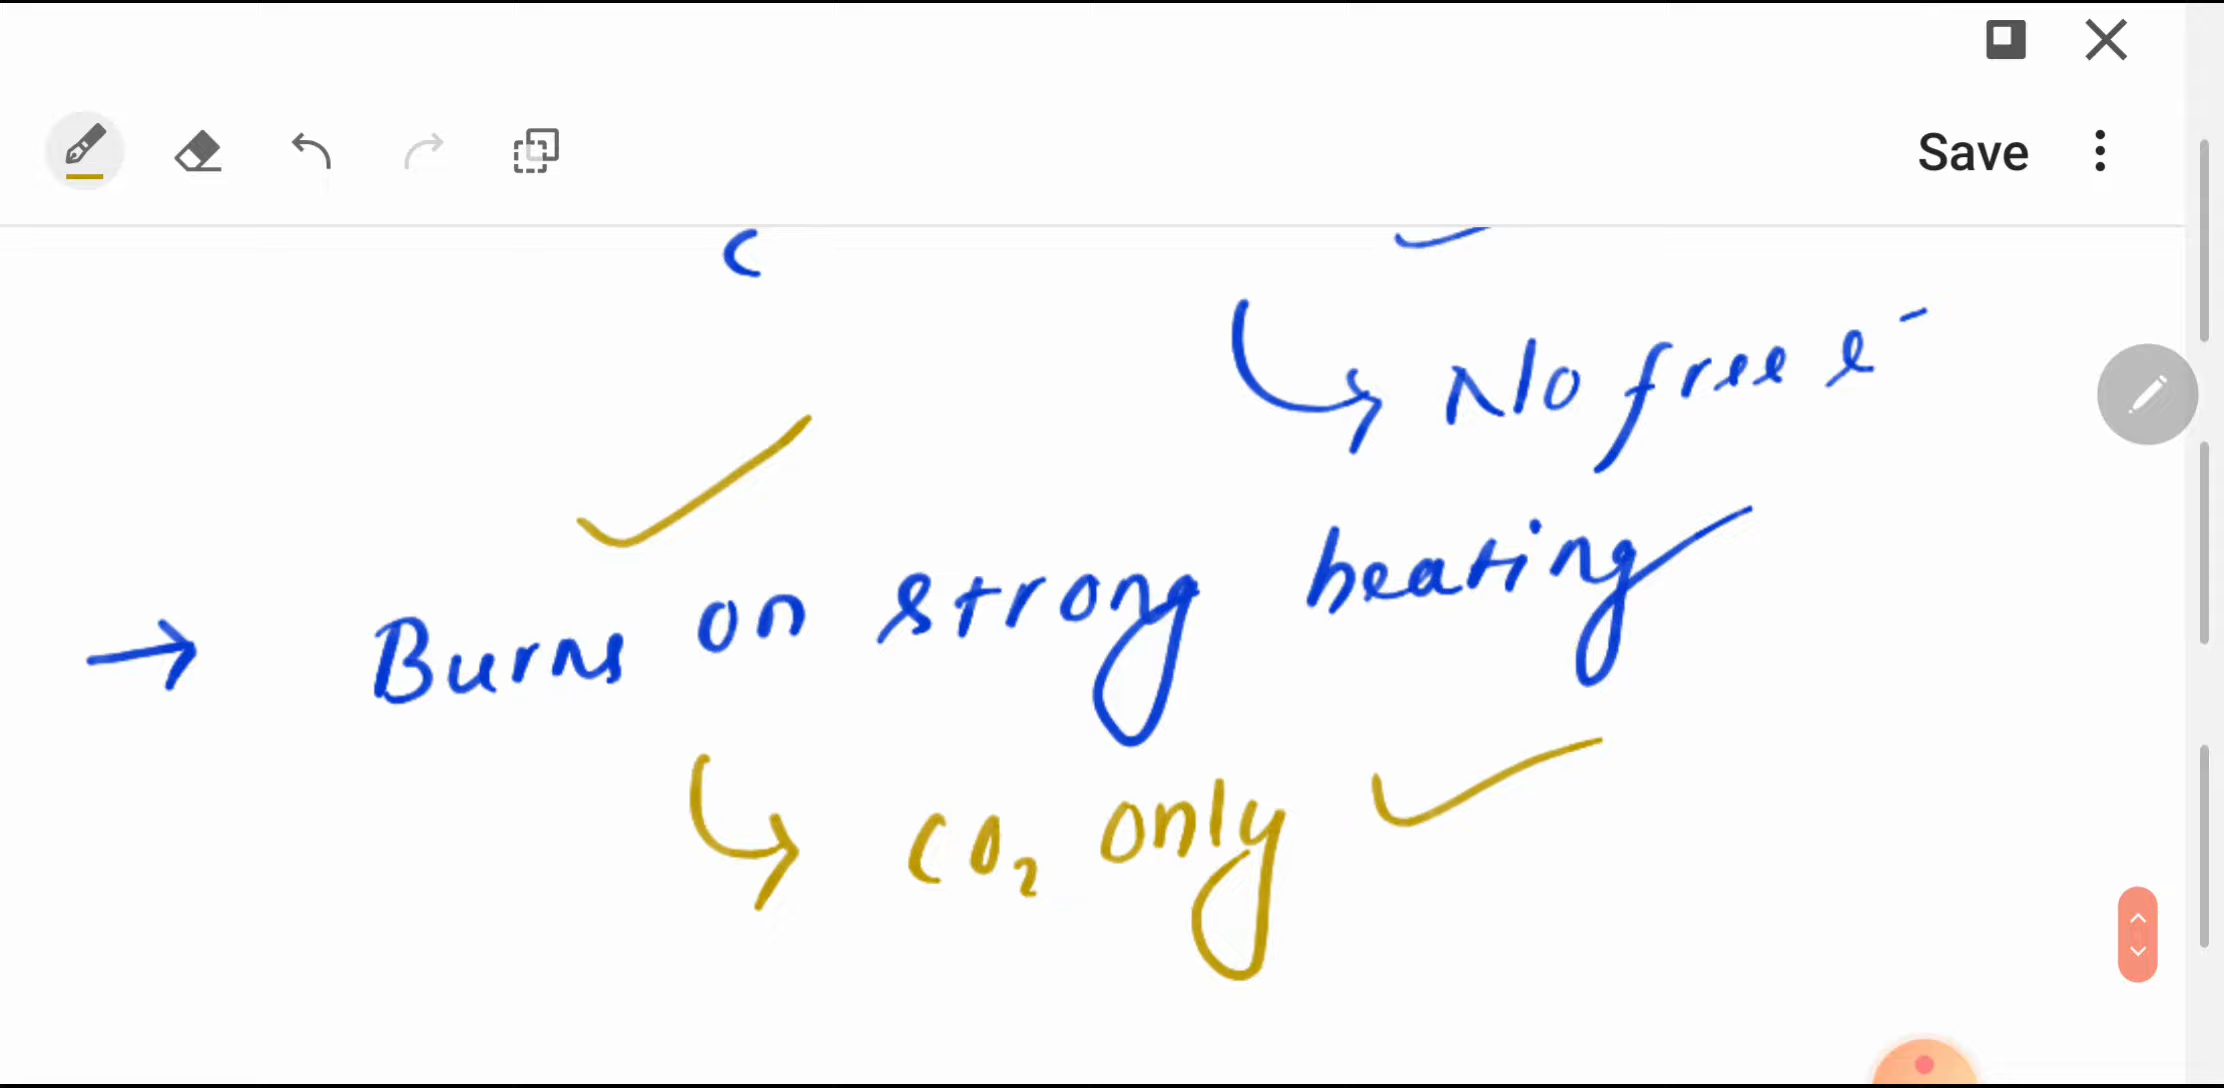 Save
No free e⁻
→ Burns on strong heating
CO₂ only